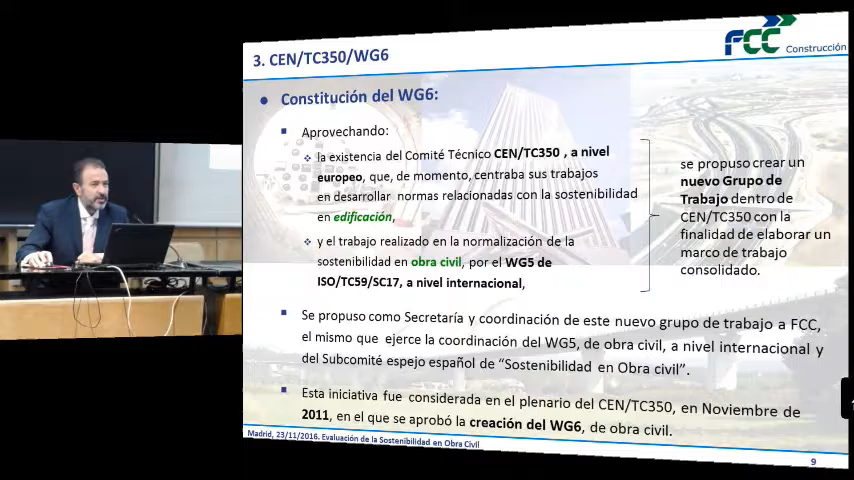 3. CEN/TC350/WG6
FCC
Construcción
Constitución del WG6:
Aprovechando:
la existencia del Comité Técnico CEN/TC350 , a nivel
europeo, que, de momento, centraba sus trabajos
en desarrollar normas relacionadas con la sostenibilidad
en edificación,
y el trabajo realizado en la normalización de la
sostenibilidad en obra civil, por el WG5 de
ISO/TC59/SC17, a nivel internacional,
se propuso crear un
nuevo Grupo de
Trabajo dentro de
CEN/TC350 con la
finalidad de elaborar un
marco de trabajo
consolidado.
Se propuso como Secretaría y coordinación de este nuevo grupo de trabajo a FCC,
el mismo que ejerce la coordinación del WG5, de obra civil, a nivel internacional y
del Subcomité espejo español de "Sostenibilidad en Obra civil".
Esta iniciativa fue considerada en el plenario del CEN/TC350, en Noviembre de
2011, en el que se aprobó la creación del WG6, de obra civil.
Madrid, 23/11/2016. Evaluación de la Sostenibilidad en Obra Civil
9